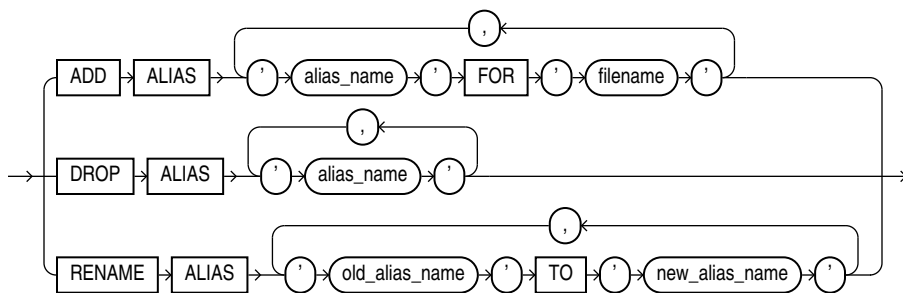 ,
ADD ALIAS ' alias_name ' FOR ' filename '
,
DROP ALIAS ' alias_name '
,
RENAME ALIAS ' old_alias_name ' TO ' new_alias_name '